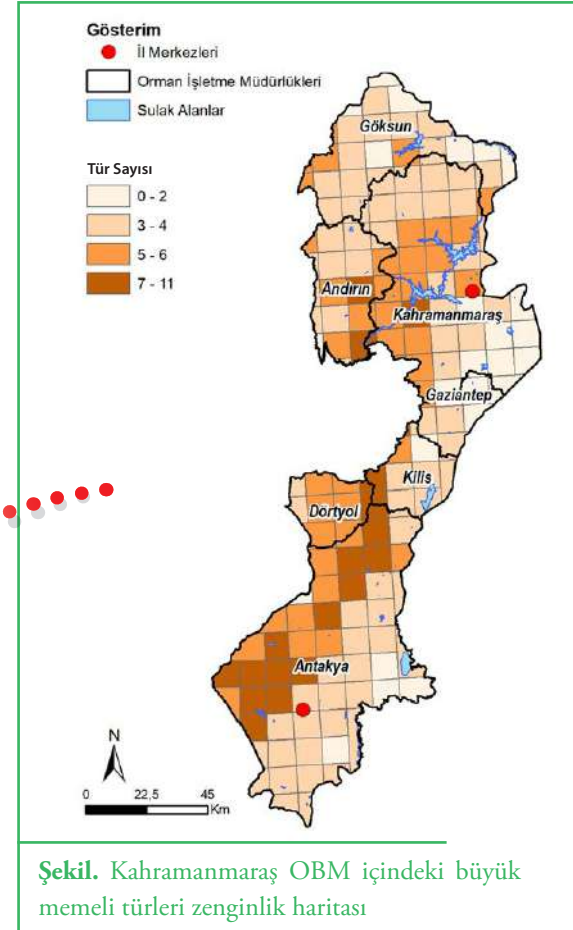 Gösterim
İl Merkezleri
Orman İşletme Müdürlükleri
Sulak Alanlar
Tür Sayısı
0 - 2
3 - 4
5 - 6
7 - 11
Göksun
Andırın
Kahramanmaraş
Gaziantep
Kilis
Dörtyol
Antakya
N
0 22,5 45
Km
Şekil. Kahramanmaraş OBM içindeki büyük
memeli türleri zenginlik haritası